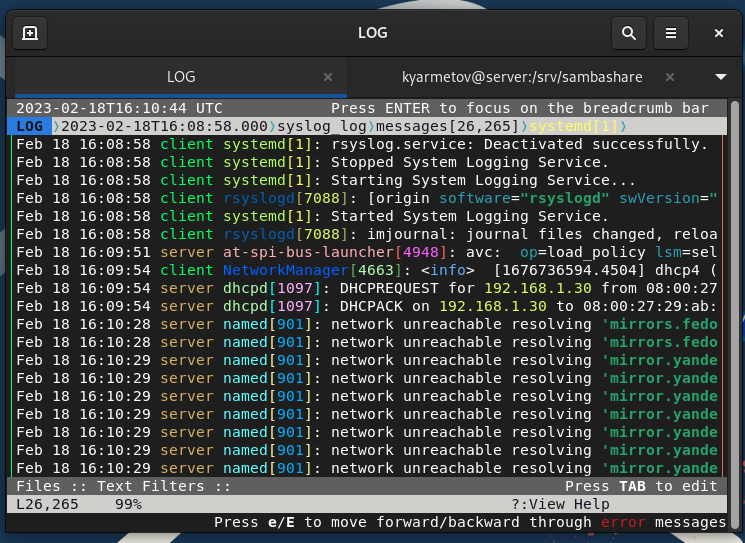 LOG
LOG × kyarmetov@server:/srv/sambashare ×
2023-02-18T16:10:44 UTC Press ENTER to focus on the breadcrumb bar
LOG 〉2023-02-18T16:08:58.000〉syslog_log〉messages[26,265]〉systemd[1]〉
Feb 18 16:08:58 client systemd[1]: rsyslog.service: Deactivated successfully.
Feb 18 16:08:58 client systemd[1]: Stopped System Logging Service.
Feb 18 16:08:58 client systemd[1]: Starting System Logging Service...
Feb 18 16:08:58 client rsyslogd[7088]: [origin software="rsyslogd" swVersion="
Feb 18 16:08:58 client systemd[1]: Started System Logging Service.
Feb 18 16:08:58 client rsyslogd[7088]: imjournal: journal files changed, reloa
Feb 18 16:09:51 server at-spi-bus-launcher[4948]: avc:  op=load_policy lsm=sel
Feb 18 16:09:54 client NetworkManager[4663]: <info>  [1676736594.4504] dhcp4 (
Feb 18 16:09:54 server dhcpd[1097]: DHCPREQUEST for 192.168.1.30 from 08:00:27
Feb 18 16:09:54 server dhcpd[1097]: DHCPACK on 192.168.1.30 to 08:00:27:29:ab:
Feb 18 16:10:28 server named[901]: network unreachable resolving 'mirrors.fedo
Feb 18 16:10:28 server named[901]: network unreachable resolving 'mirrors.fedo
Feb 18 16:10:29 server named[901]: network unreachable resolving 'mirror.yande
Feb 18 16:10:29 server named[901]: network unreachable resolving 'mirror.yande
Feb 18 16:10:29 server named[901]: network unreachable resolving 'mirror.yande
Feb 18 16:10:29 server named[901]: network unreachable resolving 'mirror.yande
Feb 18 16:10:29 server named[901]: network unreachable resolving 'mirror.yande
Feb 18 16:10:29 server named[901]: network unreachable resolving 'mirror.yande
Feb 18 16:10:29 server named[901]: network unreachable resolving 'mirror.yande
Files :: Text Filters :: Press TAB to edit
L26,265 99% ?:View Help
Press e/E to move forward/backward through error messages